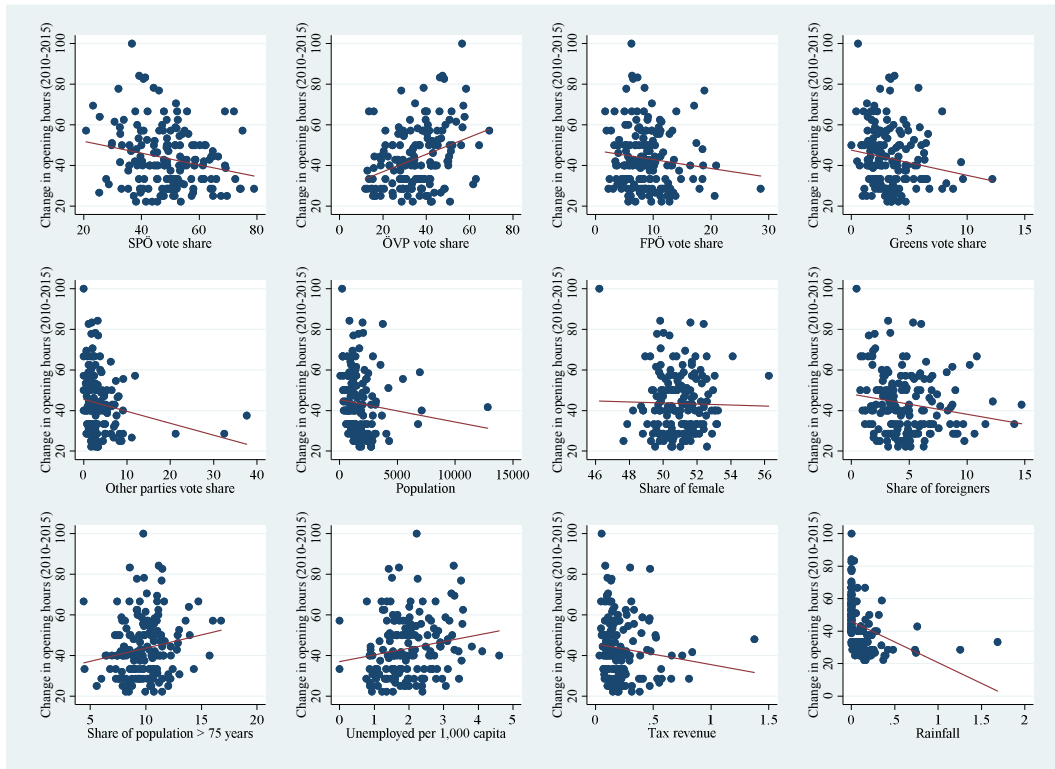 Change in opening hours (2010-2015)
100
80
60
40
20
20 40 60 80
SPÖ vote share
Change in opening hours (2010-2015)
100
80
60
40
20
0 20 40 60 80
ÖVP vote share
Change in opening hours (2010-2015)
100
80
60
40
20
0 10 20 30
FPÖ vote share
Change in opening hours (2010-2015)
100
80
60
40
20
0 5 10 15
Greens vote share
Change in opening hours (2010-2015)
100
80
60
40
20
0 10 20 30 40
Other parties vote share
Change in opening hours (2010-2015)
100
80
60
40
20
0 5000 10000 15000
Population
Change in opening hours (2010-2015)
100
80
60
40
20
46 48 50 52 54 56
Share of female
Change in opening hours (2010-2015)
100
80
60
40
20
0 5 10 15
Share of foreigners
Change in opening hours (2010-2015)
100
80
60
40
20
5 10 15 20
Share of population > 75 years
Change in opening hours (2010-2015)
100
80
60
40
20
0 1 2 3 4 5
Unemployed per 1,000 capita
Change in opening hours (2010-2015)
100
80
60
40
20
0 .5 1 1.5
Tax revenue
Change in opening hours (2010-2015)
100
80
60
40
20
0
0 .5 1 1.5 2
Rainfall